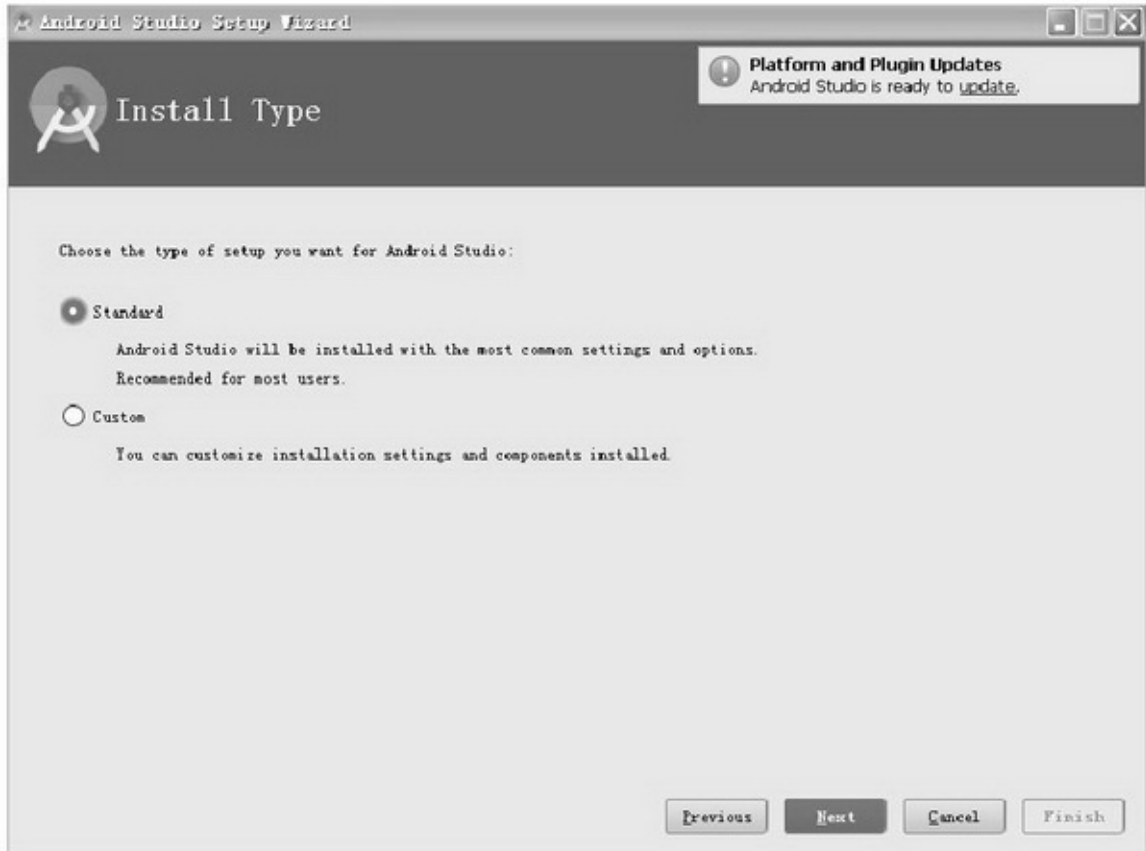 Android Studio Setup Wizard
Platform and Plugin Updates
Android Studio is ready to update.
Install Type
Choose the type of setup you want for Android Studio:
Standard
Android Studio will be installed with the most common settings and options.
Recommended for most users.
Custom
You can customize installation settings and components installed.
Previous
Next
Cancel
Finish